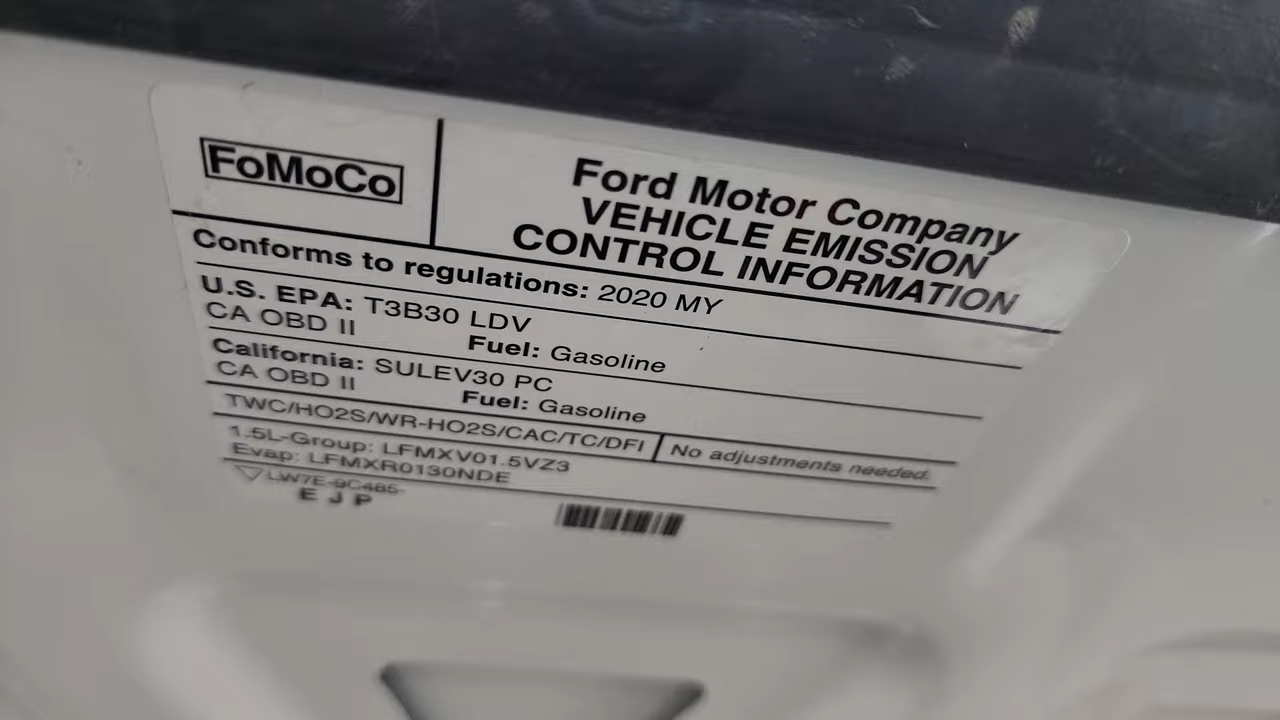 FoMoCo
Ford Motor Company
VEHICLE EMISSION
CONTROL INFORMATION
Conforms to regulations: 2020 MY
U.S. EPA: T3B30 LDV
CA OBD II Fuel: Gasoline
California: SULEV30 PC
CA OBD II Fuel: Gasoline
TWC/HO2S/WR-HO2S/CAC/TC/DFI No adjustments needed.
1.5L-Group: LFMXV01.5VZ3
Evap: LFMXR0130NDE
LW7E-9C485-
E J P